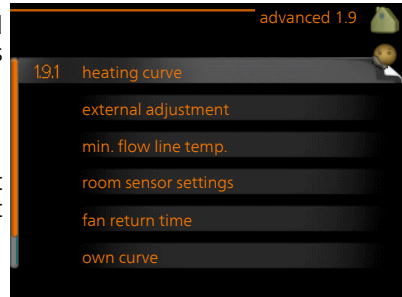 advanced 1.9
1.9.1 heating curve
external adjustment
min. flow line temp.
room sensor settings
fan return time
own curve